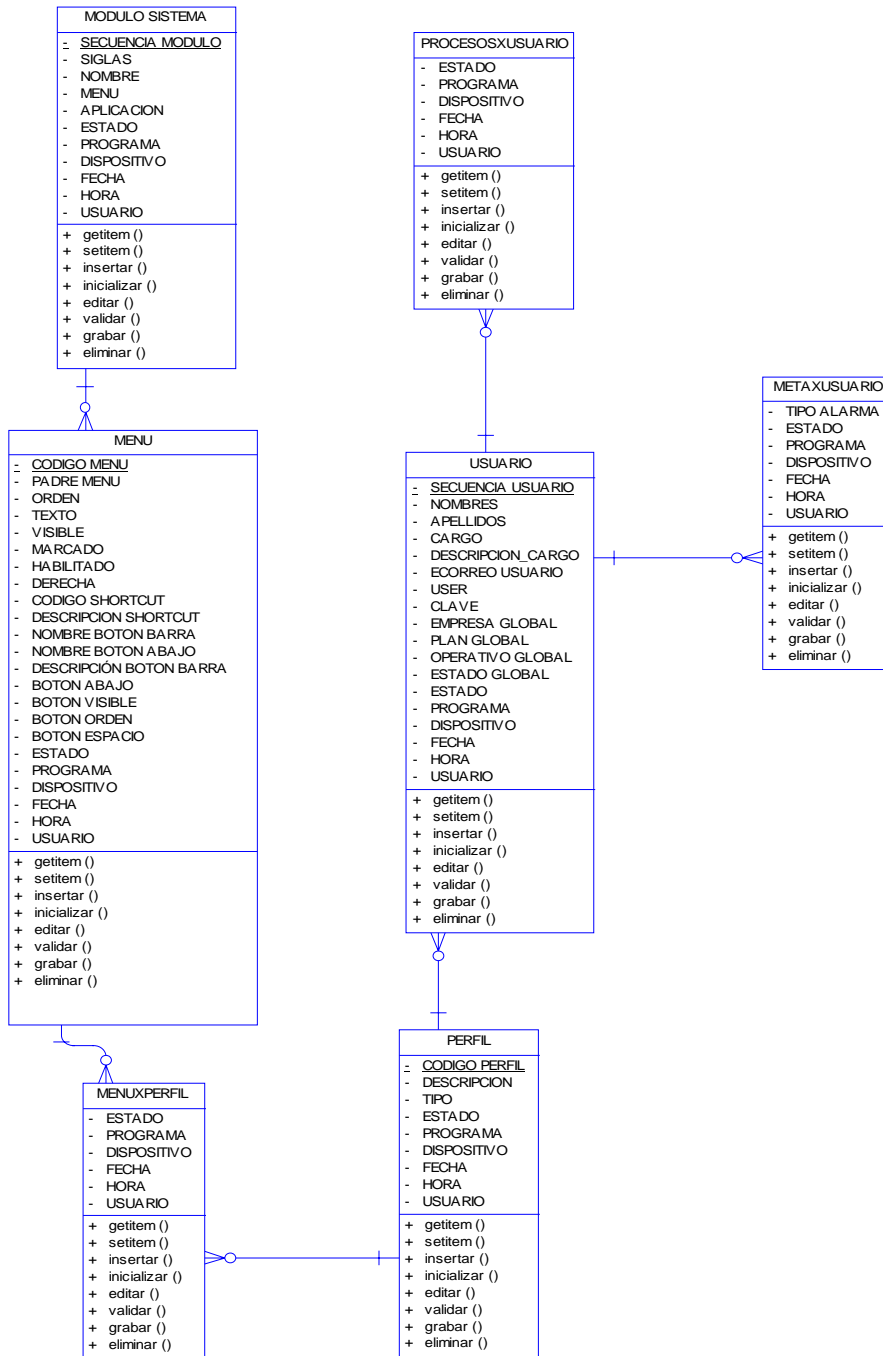 MODULO SISTEMA
- SECUENCIA MODULO
- SIGLAS
- NOMBRE
- MENU
- APLICACION
- ESTADO
- PROGRAMA
- DISPOSITIVO
- FECHA
- HORA
- USUARIO
+ getitem ()
+ setitem ()
+ insertar ()
+ inicializar ()
+ editar ()
+ validar ()
+ grabar ()
+ eliminar ()
PROCESOSXUSUARIO
- ESTADO
- PROGRAMA
- DISPOSITIVO
- FECHA
- HORA
- USUARIO
+ getitem ()
+ setitem ()
+ insertar ()
+ inicializar ()
+ editar ()
+ validar ()
+ grabar ()
+ eliminar ()
METAXUSUARIO
- TIPO ALARMA
- ESTADO
- PROGRAMA
- DISPOSITIVO
- FECHA
- HORA
- USUARIO
+ getitem ()
+ setitem ()
+ insertar ()
+ inicializar ()
+ editar ()
+ validar ()
+ grabar ()
+ eliminar ()
MENU
- CODIGO MENU
- PADRE MENU
- ORDEN
- TEXTO
- VISIBLE
- MARCADO
- HABILITADO
- DERECHA
- CODIGO SHORTCUT
- DESCRIPCION SHORTCUT
- NOMBRE BOTON BARRA
- NOMBRE BOTON ABAJO
- DESCRIPCIÓN BOTON BARRA
- BOTON ABAJO
- BOTON VISIBLE
- BOTON ORDEN
- BOTON ESPACIO
- ESTADO
- PROGRAMA
- DISPOSITIVO
- FECHA
- HORA
- USUARIO
+ getitem ()
+ setitem ()
+ insertar ()
+ inicializar ()
+ editar ()
+ validar ()
+ grabar ()
+ eliminar ()
USUARIO
- SECUENCIA USUARIO
- NOMBRES
- APELLIDOS
- CARGO
- DESCRIPCION_CARGO
- ECORREO USUARIO
- USER
- CLAVE
- EMPRESA GLOBAL
- PLAN GLOBAL
- OPERATIVO GLOBAL
- ESTADO GLOBAL
- ESTADO
- PROGRAMA
- DISPOSITIVO
- FECHA
- HORA
- USUARIO
+ getitem ()
+ setitem ()
+ insertar ()
+ inicializar ()
+ editar ()
+ validar ()
+ grabar ()
+ eliminar ()
MENUXPERFIL
- ESTADO
- PROGRAMA
- DISPOSITIVO
- FECHA
- HORA
- USUARIO
+ getitem ()
+ setitem ()
+ insertar ()
+ inicializar ()
+ editar ()
+ validar ()
+ grabar ()
+ eliminar ()
PERFIL
- CODIGO PERFIL
- DESCRIPCION
- TIPO
- ESTADO
- PROGRAMA
- DISPOSITIVO
- FECHA
- HORA
- USUARIO
+ getitem ()
+ setitem ()
+ insertar ()
+ inicializar ()
+ editar ()
+ validar ()
+ grabar ()
+ eliminar ()